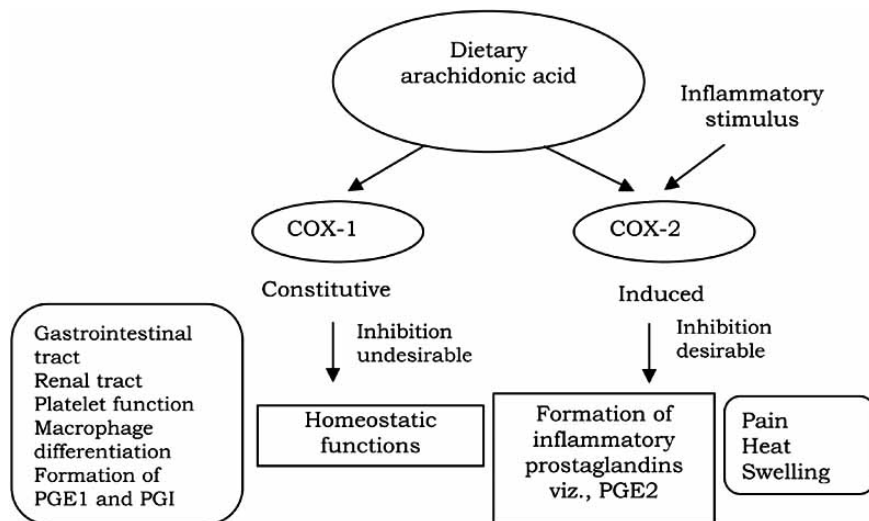 Dietary
arachidonic acid
Inflammatory
stimulus
COX-1
COX-2
Constitutive
Induced
Inhibition
undesirable
Inhibition
desirable
Gastrointestinal
tract
Renal tract
Platelet function
Macrophage
differentiation
Formation of
PGE1 and PGI
Homeostatic
functions
Formation of
inflammatory
prostaglandins
viz., PGE2
Pain
Heat
Swelling